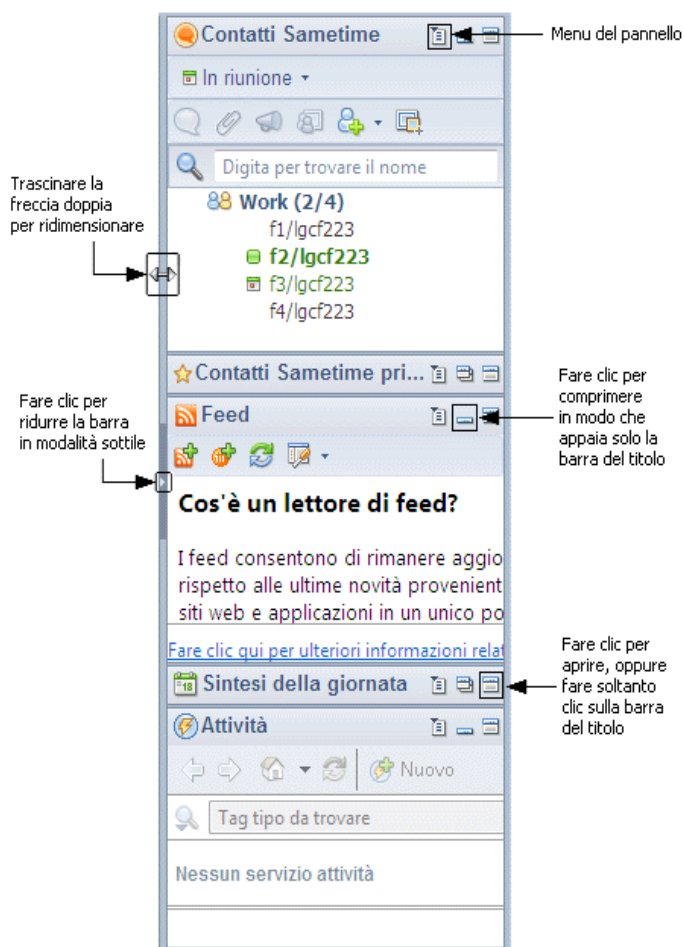 Contatti Sametime
Menu del pannello
In riunione
Digita per trovare il nome
Trascinare la
freccia doppia
per ridimensionare
Work (2/4)
f1/lgcf223
f2/lgcf223
f3/lgcf223
f4/lgcf223
Contatti Sametime pri...
Fare clic per
comprimere
in modo che
appaia solo la
barra del titolo
Fare clic per
ridurre la barra
in modalità sottile
Feed
Cos'è un lettore di feed?
I feed consentono di rimanere aggio
rispetto alle ultime novità provenient
siti web e applicazioni in un unico po
Fare clic qui per ulteriori informazioni relat
Fare clic per
aprire, oppure
fare soltanto
clic sulla barra
del titolo
18 Sintesi della giornata
Attività
Nuovo
Tag tipo da trovare
Nessun servizio attività